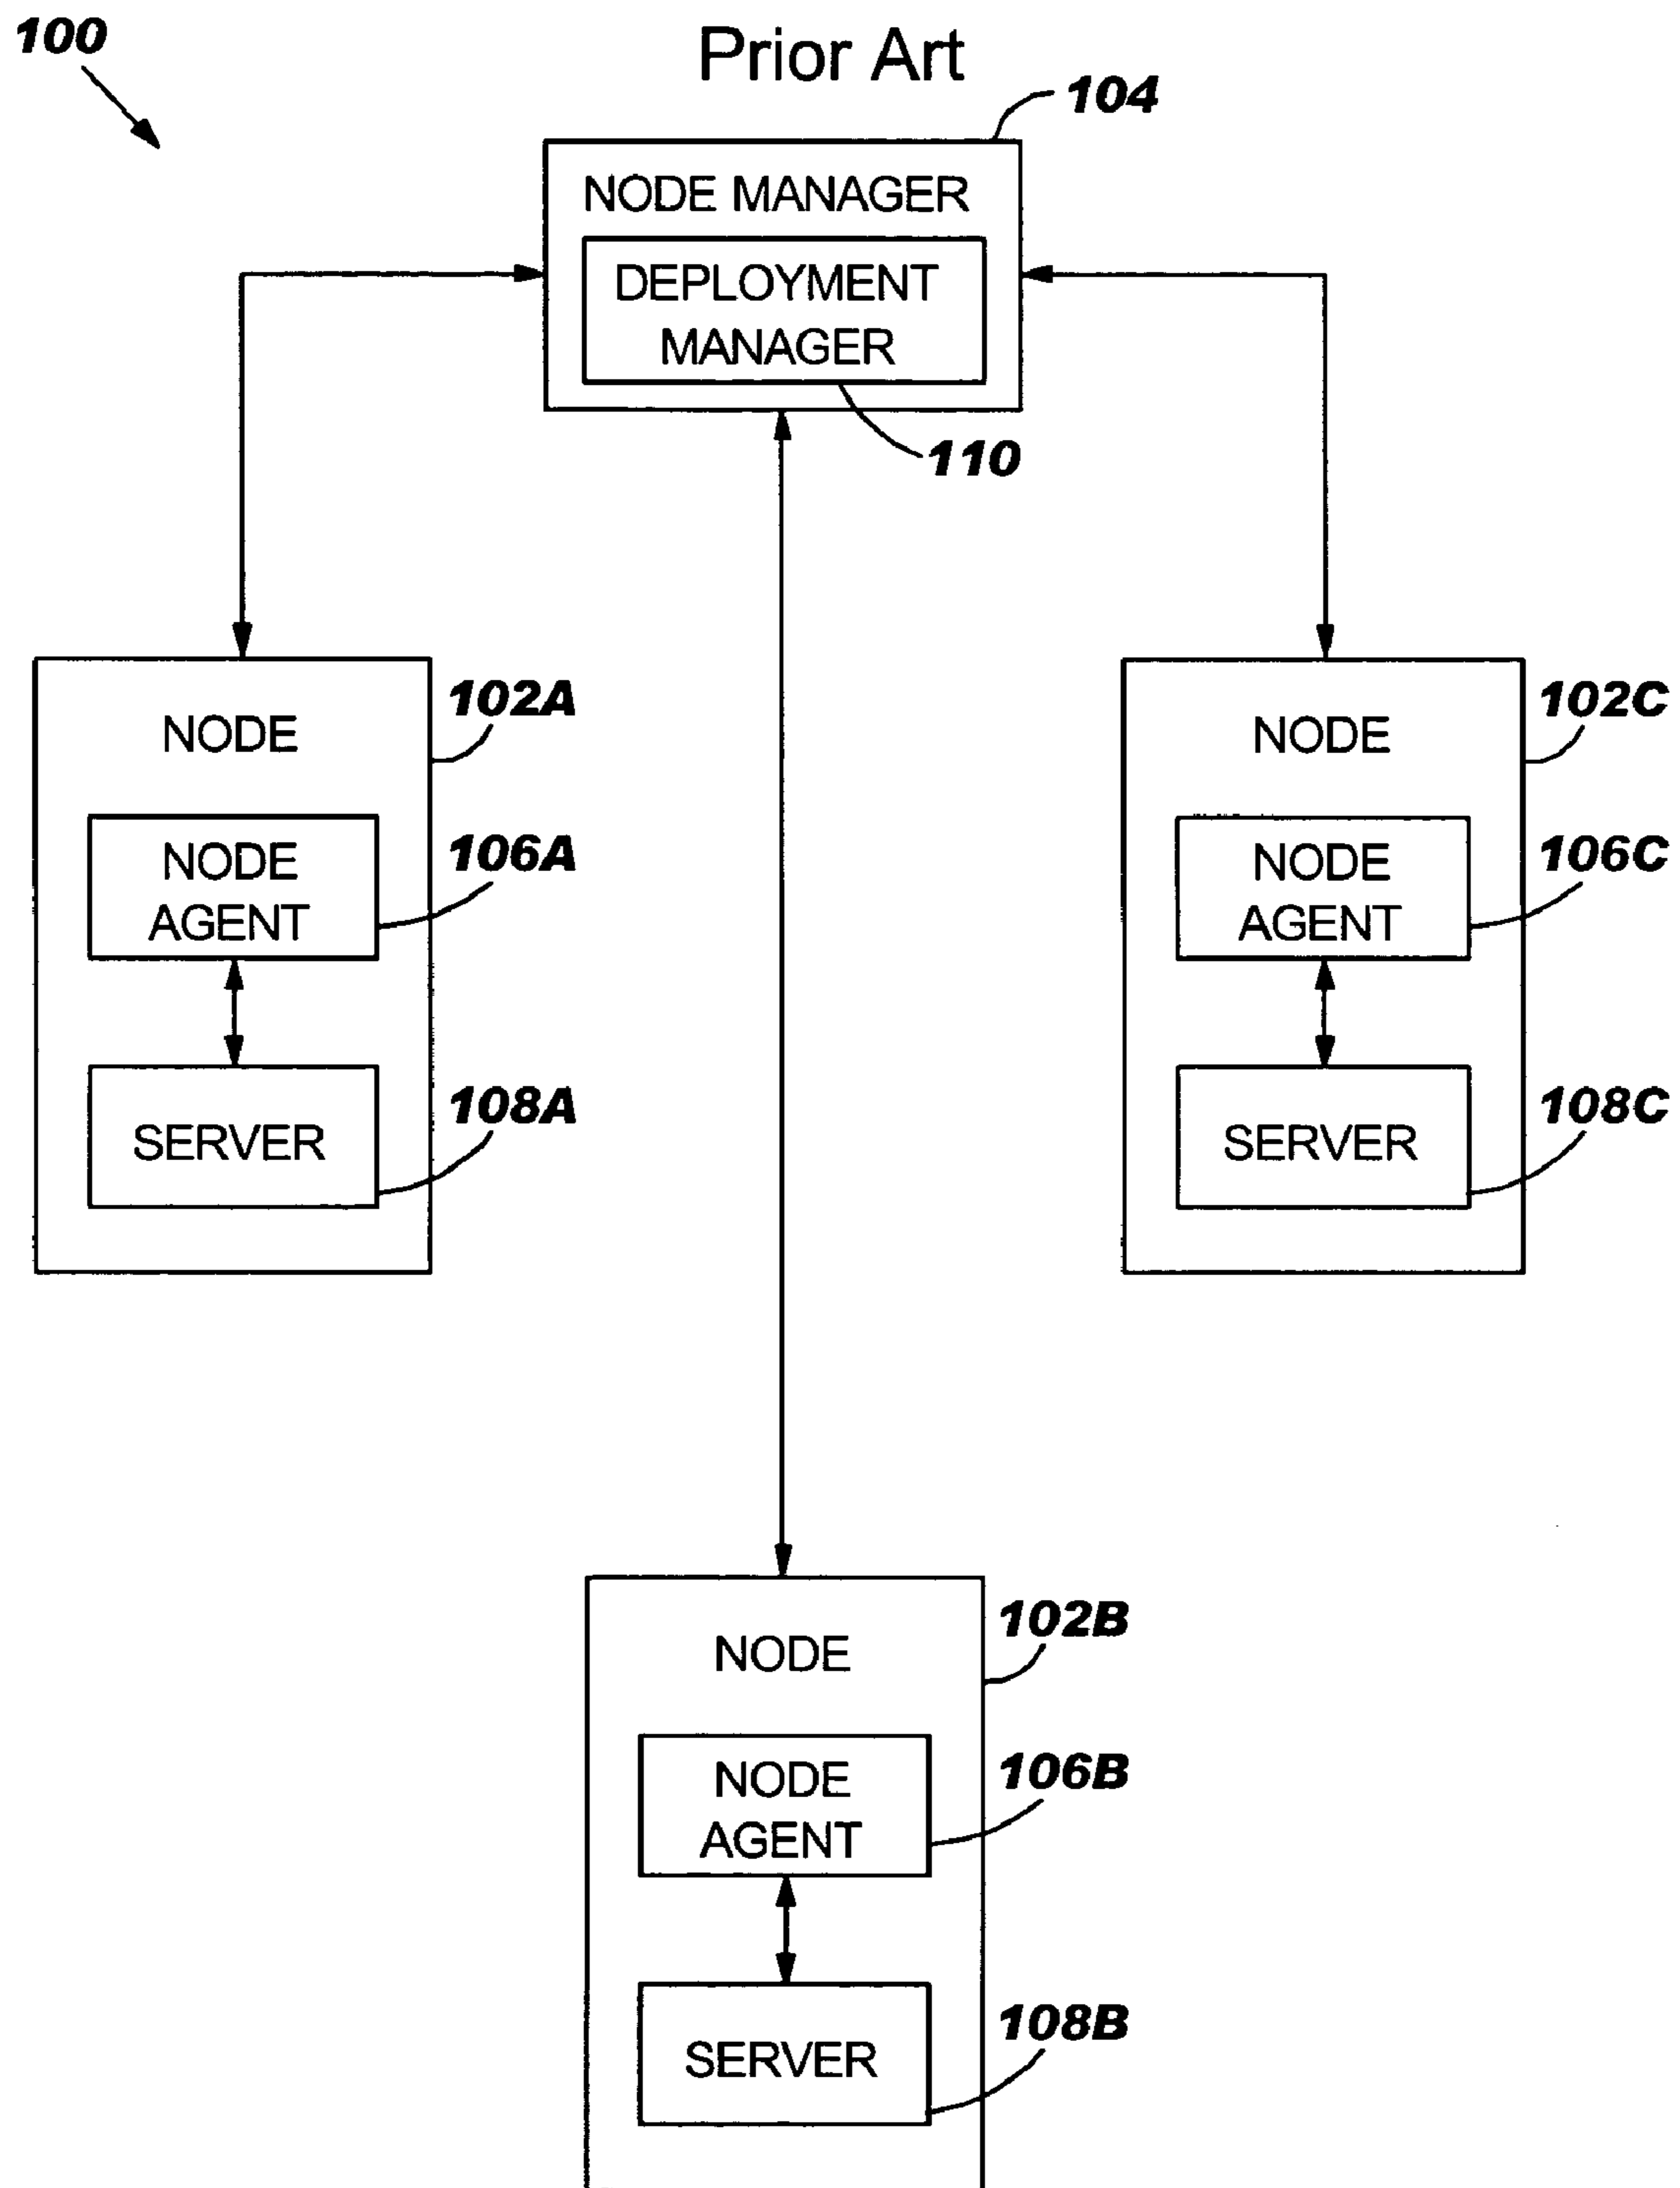 100
Prior Art
104
NODE MANAGER
DEPLOYMENT
MANAGER
110
NODE
102A
NODE
AGENT
106A
SERVER
108A
NODE
102C
NODE
AGENT
106C
SERVER
108C
NODE
102B
NODE
AGENT
106B
SERVER
108B